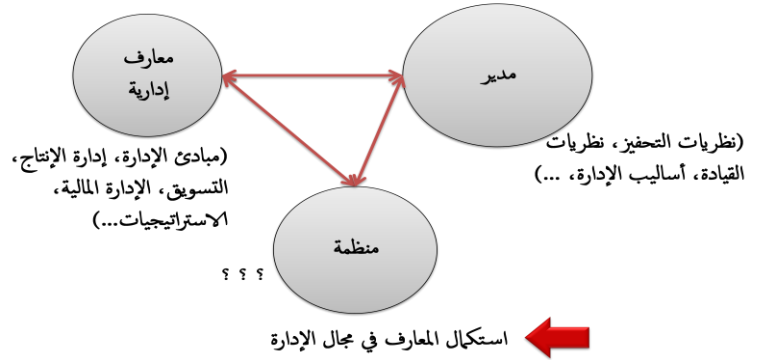 معارف
إدارية
مدير
(نظريات التحفيز، نظريات
القيادة، أساليب الإدارة، ...)
(مبادئ الإدارة، إدارة الإنتاج،
التسويق، الإدارة المالية،
الاستراتيجيات...)
منظمة
؟ ؟ ؟
استكمال المعارف في مجال الإدارة